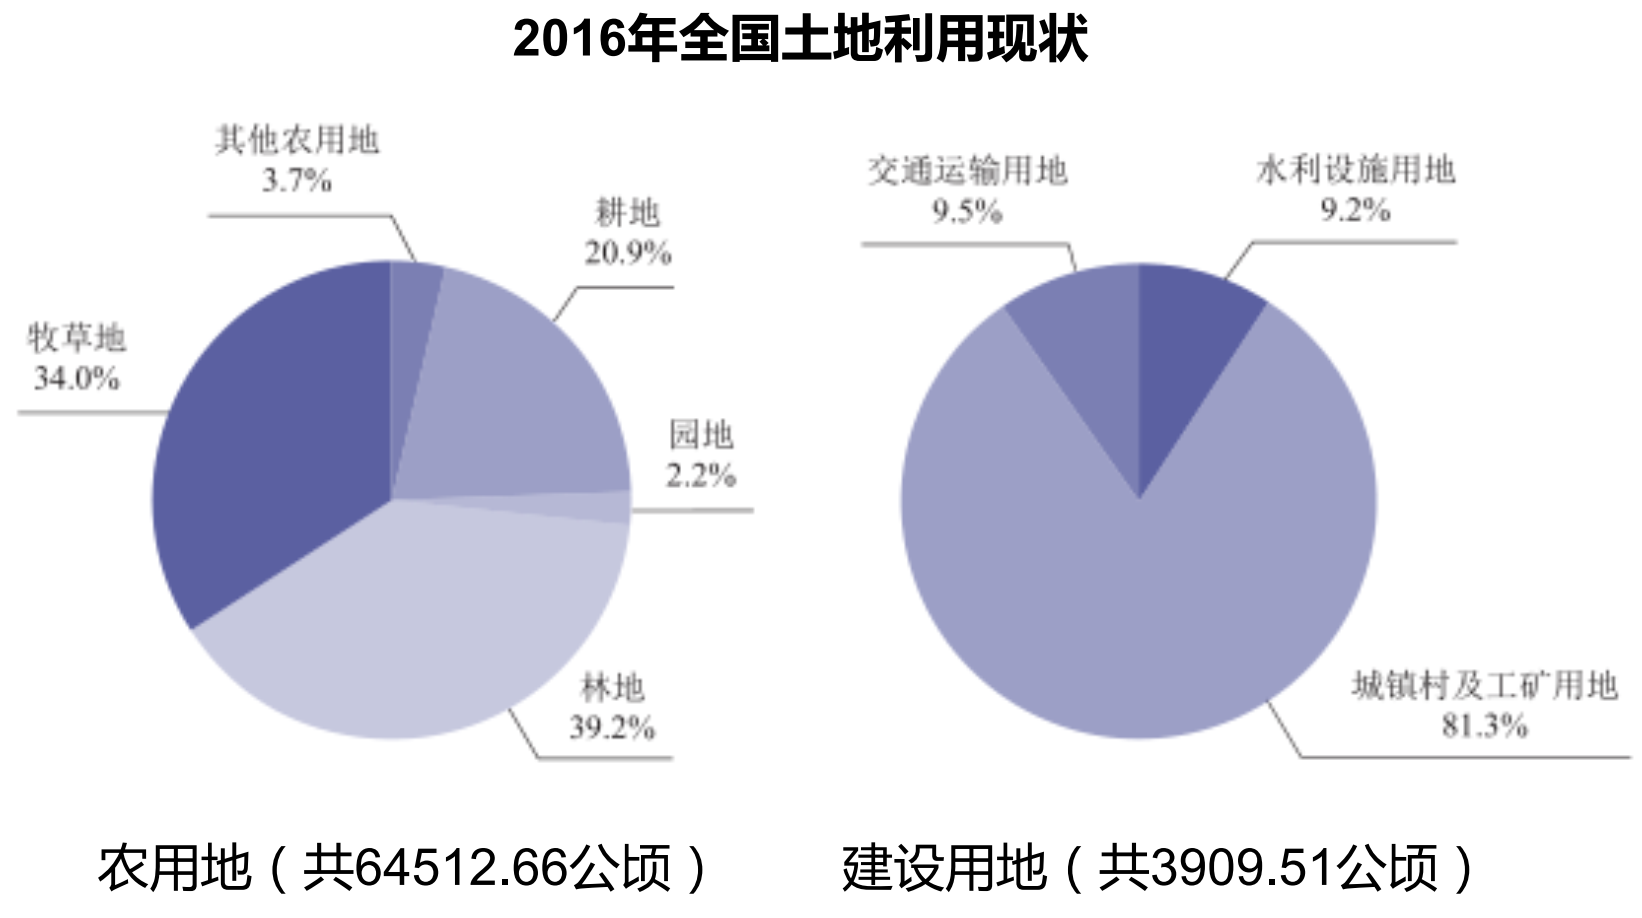 2016年全国土地利用现状
其他农用地
3.7%
耕地
20.9%
牧草地
34.0%
园地
2.2%
林地
39.2%
农用地（共64512.66公顷）
交通运输用地
9.5%
水利设施用地
9.2%
城镇村及工矿用地
81.3%
建设用地（共3909.51公顷）